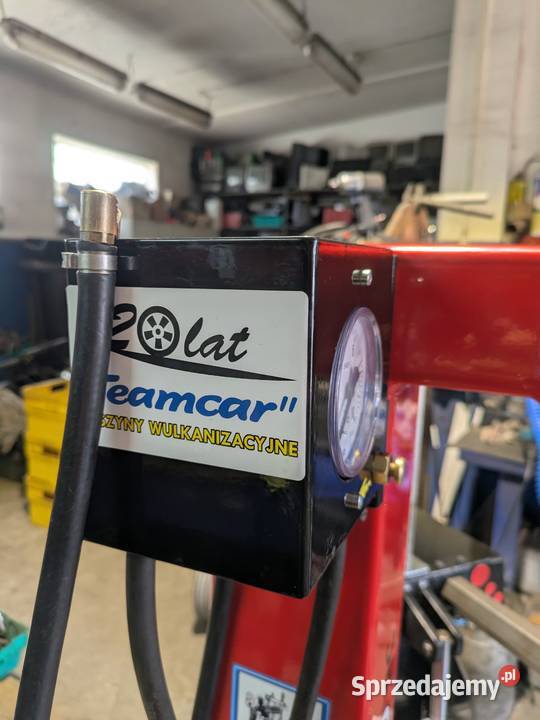 20 lat
Teamcar"
SZYNY WULKANIZACYJNE
Sprzedajemy.pl